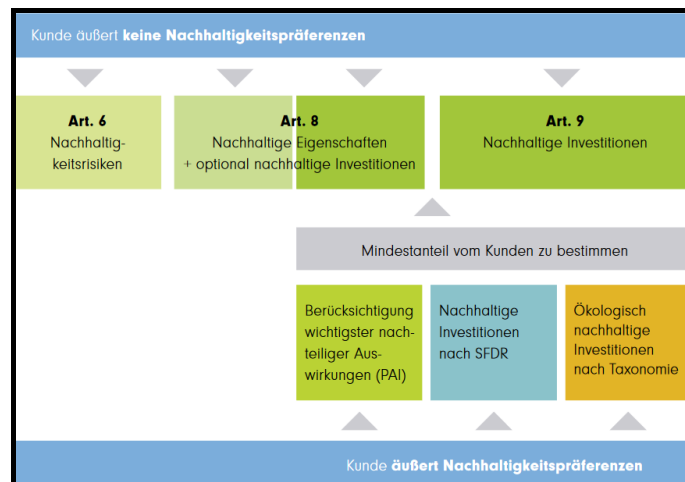 Kunde äußert keine Nachhaltigkeitspräferenzen
Art. 6
Nachhaltig-
keitsrisiken
Art. 8
Nachhaltige Eigenschaften
+ optional nachhaltige Investitionen
Art. 9
Nachhaltige Investitionen
Mindestanteil vom Kunden zu bestimmen
Berücksichtigung
wichtigster nach-
teiliger Aus-
wirkungen (PAI)
Nachhaltige
Investitionen
nach SFDR
Ökologisch
nachhaltige
Investitionen
nach Taxonomie
Kunde äußert Nachhaltigkeitspräferenzen